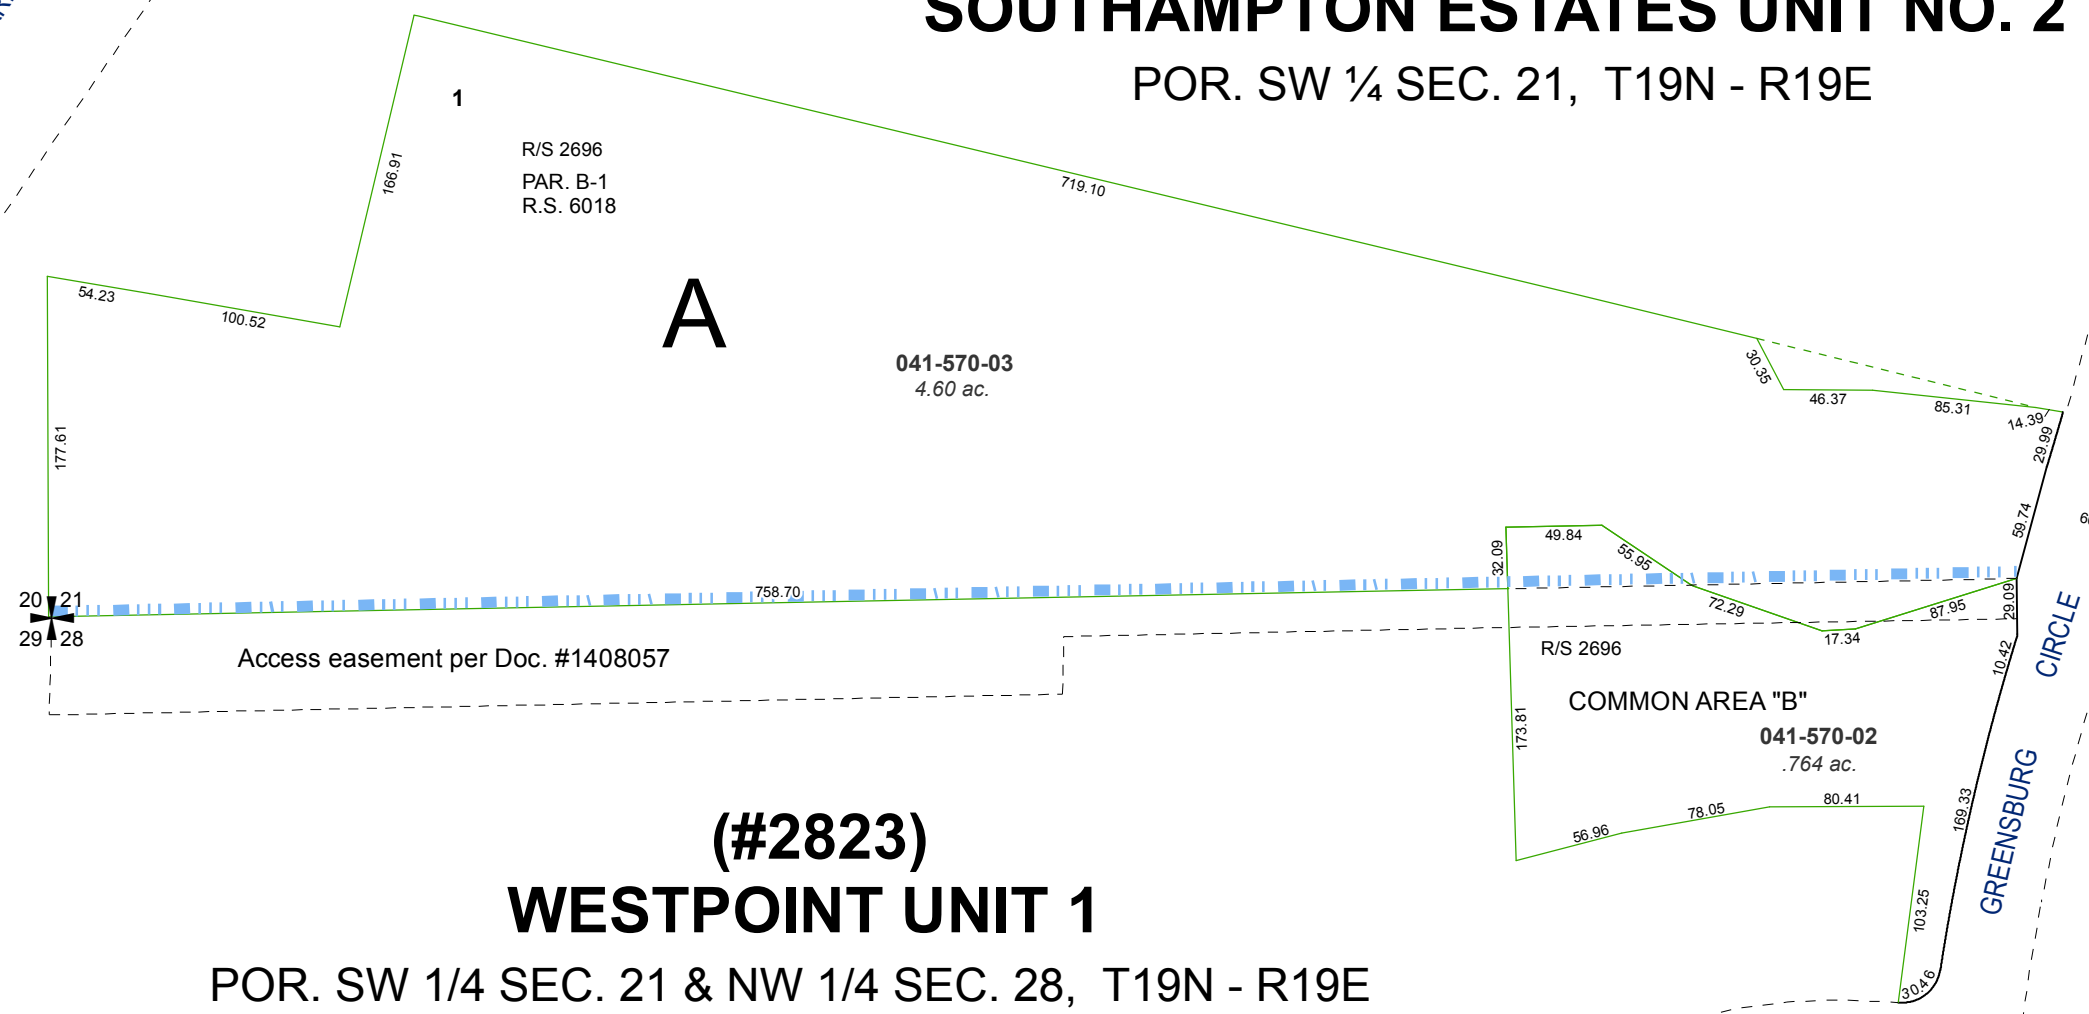 SOUTHAMPTON ESTATES UNIT NO. 2
POR. SW ¼ SEC. 21, T19N - R19E
1
R/S 2696
PAR. B-1
R.S. 6018
166.91
719.10
54.23
100.52
A
041-570-03
4.60 ac.
177.61
30.35
46.37
85.31
14.39
29.99
59.74
49.84
32.09
55.95
758.70
20 21
29 28
72.29
17.34
87.95
29.09
10.42
Access easement per Doc. #1408057
R/S 2696
COMMON AREA "B"
041-570-02
.764 ac.
173.81
56.96
78.05
80.41
169.33
103.25
30.46
GREENSBURG CIRCLE
(#2823)
WESTPOINT UNIT 1
POR. SW 1/4 SEC. 21 & NW 1/4 SEC. 28, T19N - R19E